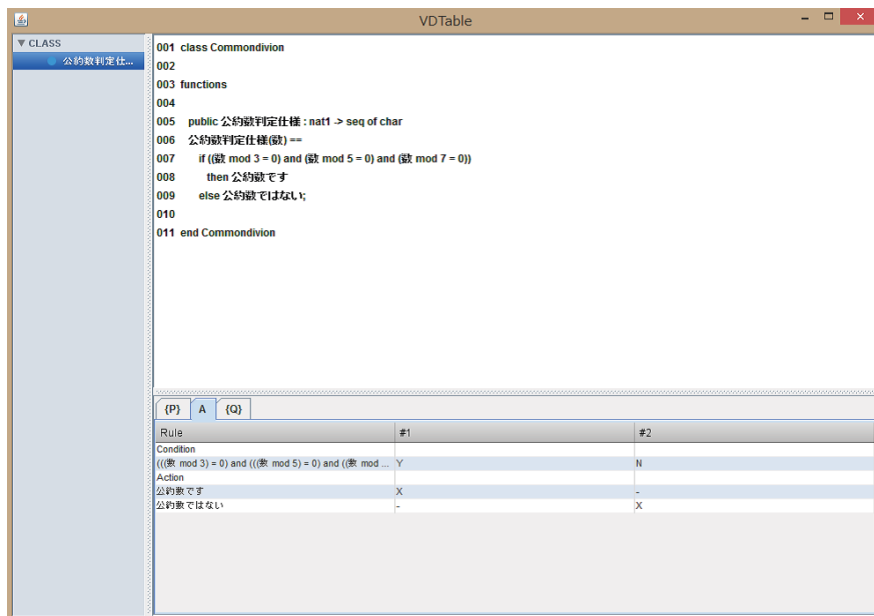 VDTable
▼ CLASS
公約数判定仕...
001 class Commondivion
002
003 functions
004
005 public 公約数判定仕様 : nat1 -> seq of char
006 公約数判定仕様(数) ==
007 if ((数 mod 3 = 0) and (数 mod 5 = 0) and (数 mod 7 = 0))
008 then 公約数です
009 else 公約数ではない;
010
011 end Commondivion
{P} A {Q}
Rule #1 #2
Condition
(((数 mod 3) = 0) and (((数 mod 5) = 0) and ((数 mod ... Y N
Action
公約数です X -
公約数ではない - X